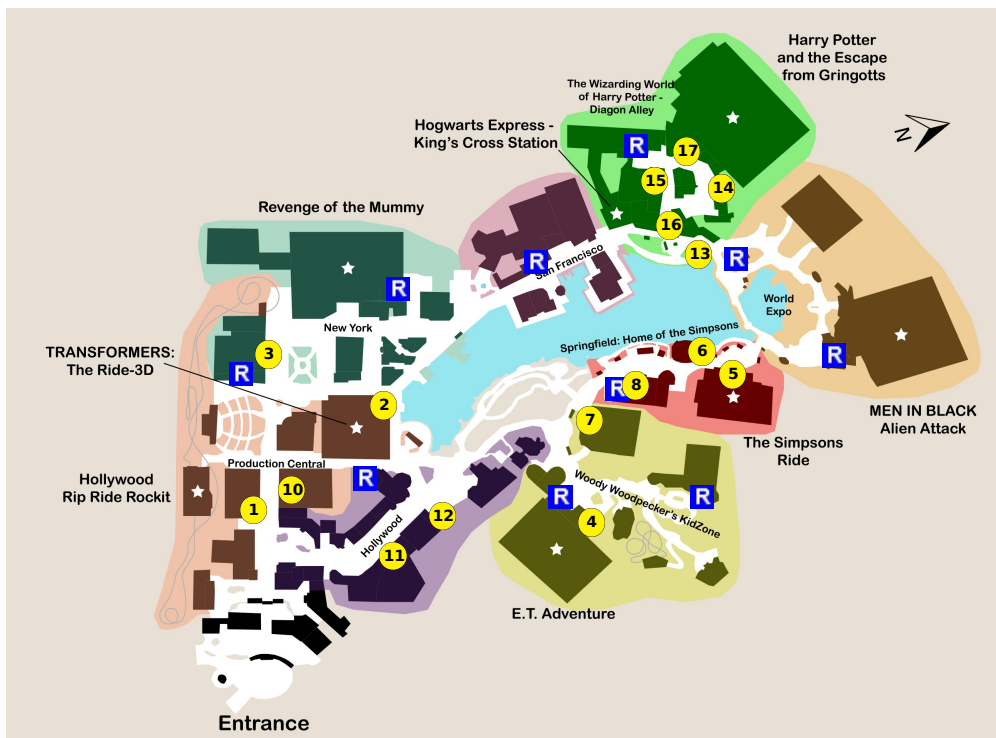 Harry Potter
and the Escape
from Gringotts
The Wizarding World
of Harry Potter -
Diagon Alley
Hogwarts Express -
King's Cross Station
N
R
17
15
14
16
13
R
Revenge of the Mummy
R
San Francisco
R
World
Expo
New York
Springfield: Home of the Simpsons
TRANSFORMERS:
The Ride-3D
3
R
6
R
5
8
R
2
7
MEN IN BLACK
Alien Attack
The Simpsons
Ride
Production Central
Hollywood
Rip Ride Rockit
R
10
1
Woody Woodpecker's KidZone
R
R
12
4
Hollywood
11
E.T. Adventure
Entrance